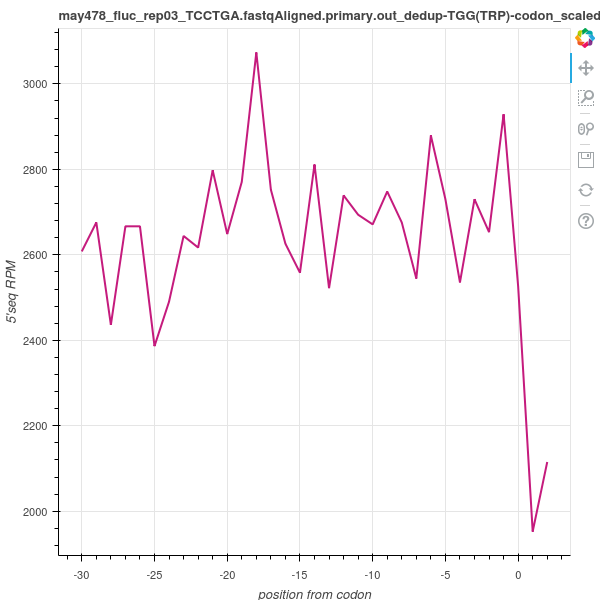 may478_fluc_rep03_TCCTGA.fastqAligned.primary.out_dedup-TGG(TRP)-codon_scaled
3000
2800
2600
2400
2200
2000
5'seq RPM
-30 -25 -20 -15 -10 -5 0
position from codon